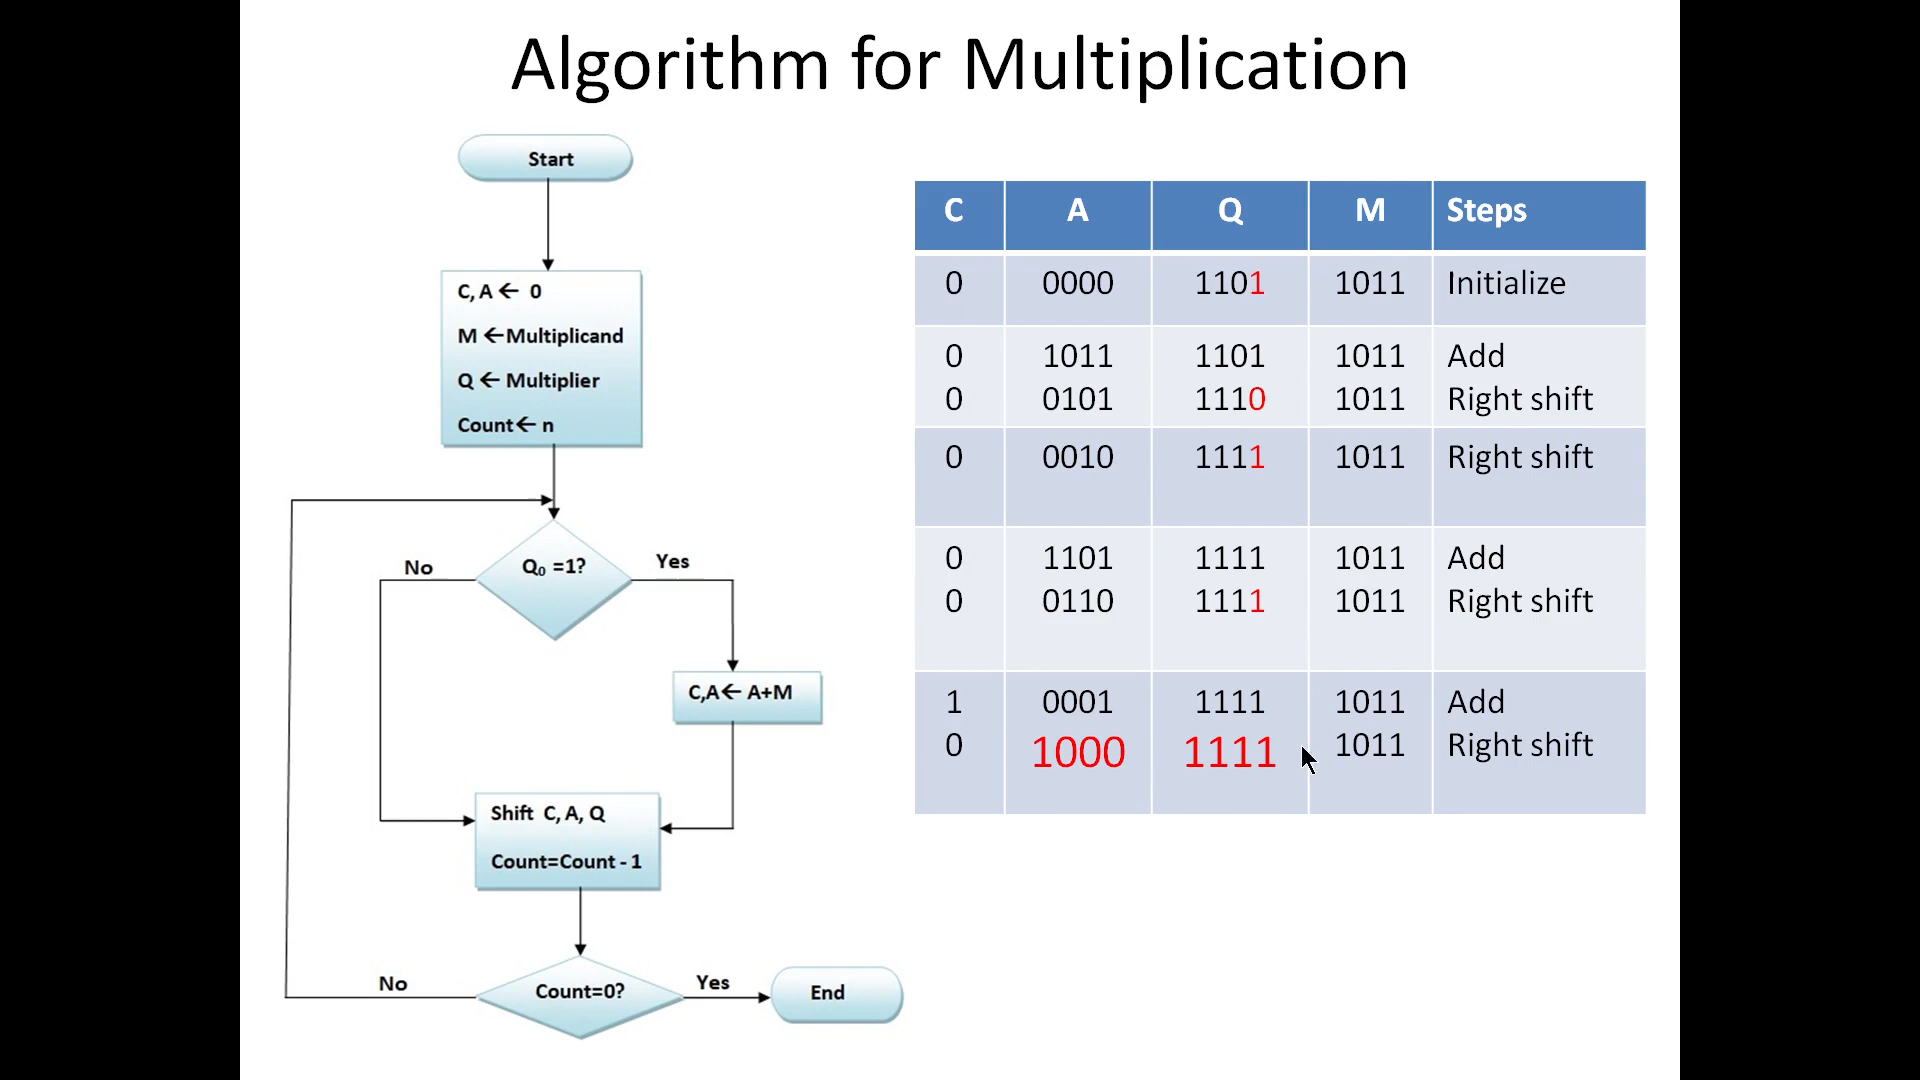 Algorithm for Multiplication
Start
C, A ← 0
M ←Multiplicand
Q ← Multiplier
Count← n
Q₀ =1?
No
Yes
C,A← A+M
Shift C, A, Q
Count=Count - 1
Count=0?
No
Yes
End
C A Q M Steps
0 0000 1101 1011 Initialize
0 1011 1101 1011 Add
0 0101 1110 1011 Right shift
0 0010 1111 1011 Right shift
0 1101 1111 1011 Add
0 0110 1111 1011 Right shift
1 0001 1111 1011 Add
0 1000 1111 1011 Right shift